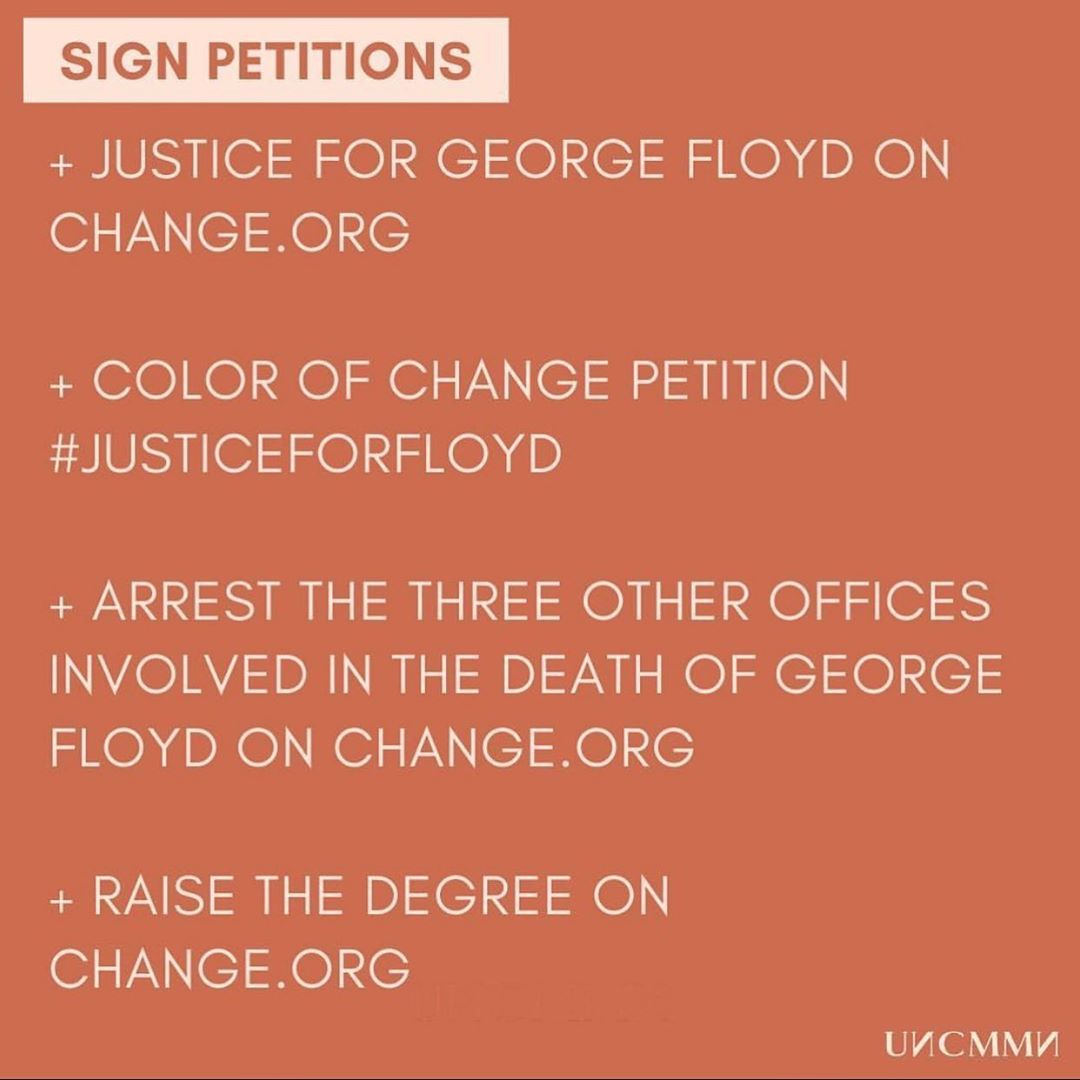 SIGN PETITIONS
+ JUSTICE FOR GEORGE FLOYD ON
CHANGE.ORG
+ COLOR OF CHANGE PETITION
#JUSTICEFORFLOYD
+ ARREST THE THREE OTHER OFFICES
INVOLVED IN THE DEATH OF GEORGE
FLOYD ON CHANGE.ORG
+ RAISE THE DEGREE ON
CHANGE.ORG
UИCMMИ